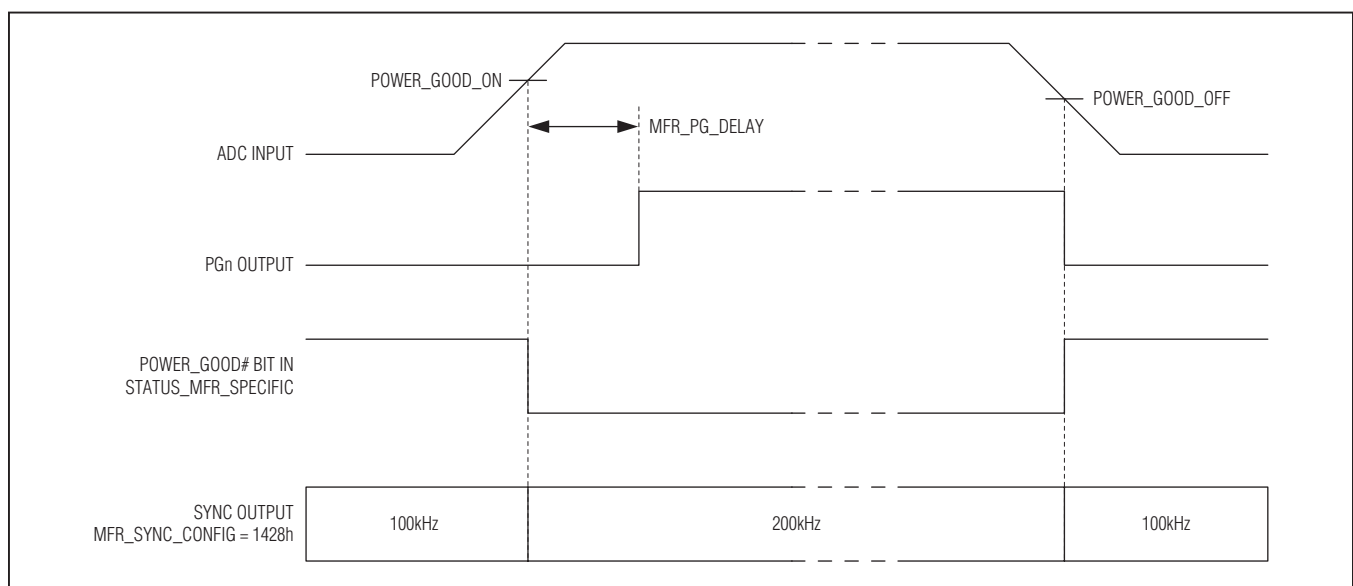 POWER_GOOD_ON
POWER_GOOD_OFF
MFR_PG_DELAY
ADC INPUT
PGn OUTPUT
POWER_GOOD# BIT IN
STATUS_MFR_SPECIFIC
SYNC OUTPUT
MFR_SYNC_CONFIG = 1428h
100kHz
200kHz
100kHz